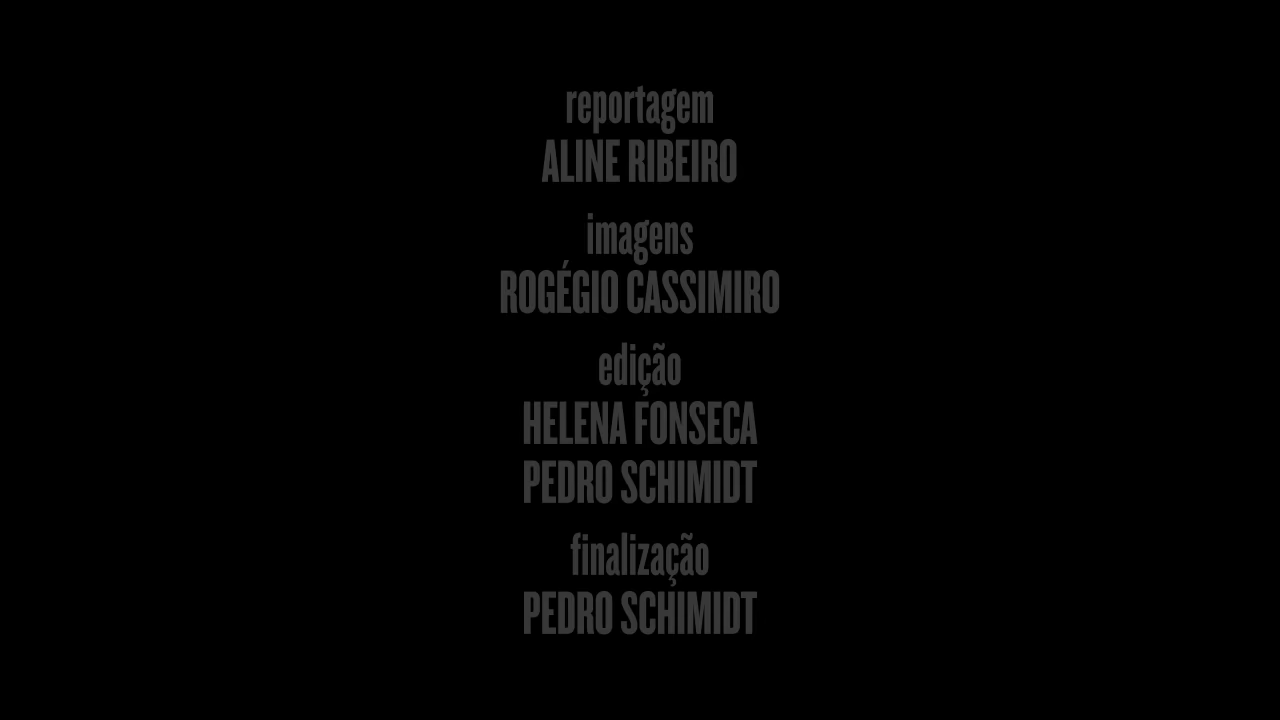 reportagem
ALINE RIBEIRO
imagens
ROGÉGIO CASSIMIRO
edição
HELENA FONSECA
PEDRO SCHIMIDT
finalização
PEDRO SCHIMIDT